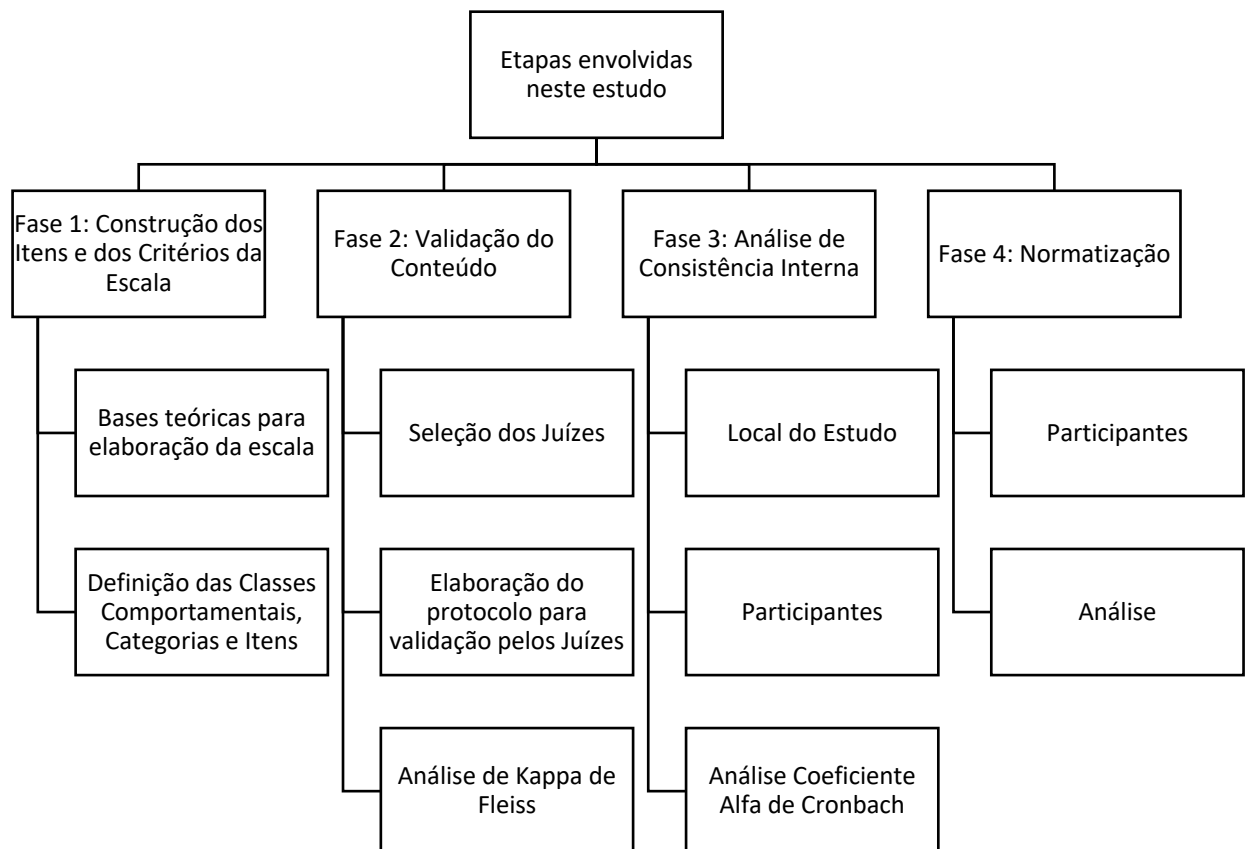 Etapas envolvidas
neste estudo
Fase 1: Construção dos
Itens e dos Critérios da
Escala
Bases teóricas para
elaboração da escala
Definição das Classes
Comportamentais,
Categorias e Itens
Fase 2: Validação do
Conteúdo
Seleção dos Juízes
Elaboração do
protocolo para
validação pelos Juízes
Análise de Kappa de
Fleiss
Fase 3: Análise de
Consistência Interna
Local do Estudo
Participantes
Análise Coeficiente
Alfa de Cronbach
Fase 4: Normatização
Participantes
Análise